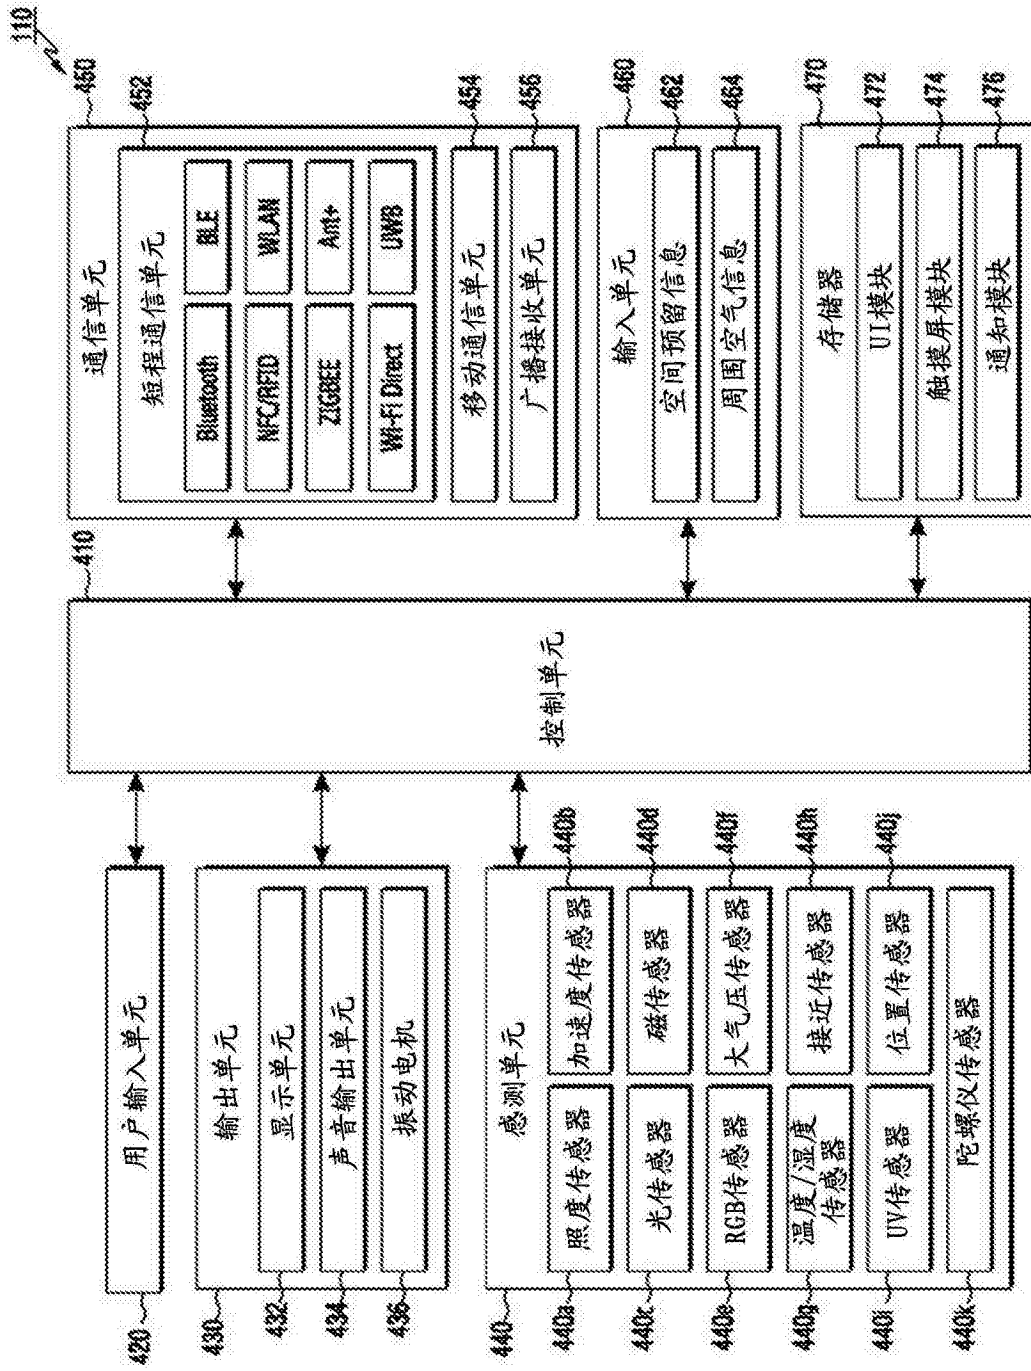 110
420
用户输入单元
430
输出单元
432
显示单元
434
声音输出单元
436
振动电机
440
感测单元
440a
照度传感器
加速度传感器
440b
440c
光传感器
磁传感器
440d
440e
RGB传感器
大气压传感器
440f
440g
温度/湿度
传感器
接近传感器
440h
440i
UV传感器
位置传感器
440j
440k
陀螺仪传感器
410
控制单元
450
通信单元
452
短程通信单元
Bluetooth
BLE
NFC/RFID
WLAN
ZIGBEE
Ant+
Wi-Fi Direct
UWB
454
移动通信单元
456
广播接收单元
460
输入单元
462
空间预留信息
464
周围空气信息
470
存储器
472
UI模块
474
触摸屏模块
476
通知模块